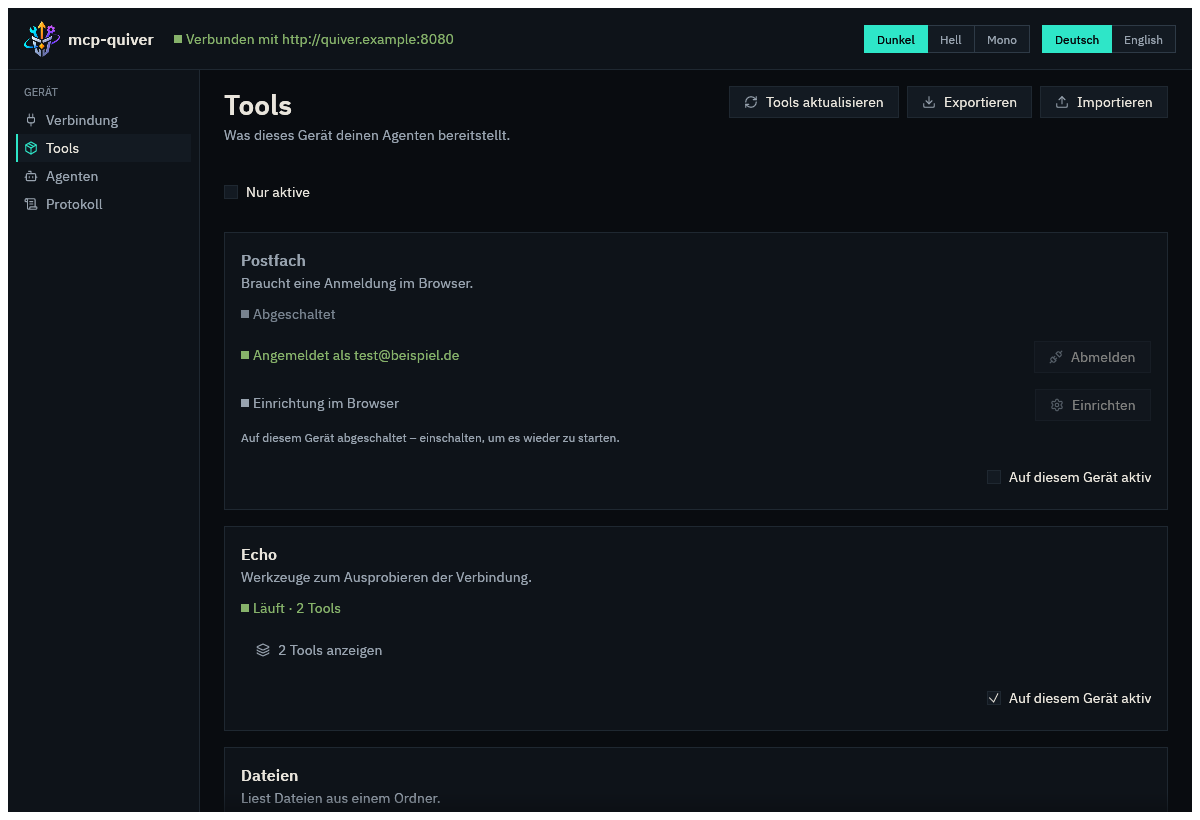 mcp-quiver
Verbunden mit http://quiver.example:8080
Dunkel
Hell
Mono
Deutsch
English
GERÄT
Verbindung
Tools
Agenten
Protokoll
Tools
Was dieses Gerät deinen Agenten bereitstellt.
Tools aktualisieren
Exportieren
Importieren
Nur aktive
Postfach
Braucht eine Anmeldung im Browser.
Abgeschaltet
Angemeldet als test@beispiel.de
Abmelden
Einrichtung im Browser
Einrichten
Auf diesem Gerät abgeschaltet – einschalten, um es wieder zu starten.
Auf diesem Gerät aktiv
Echo
Werkzeuge zum Ausprobieren der Verbindung.
Läuft · 2 Tools
2 Tools anzeigen
Auf diesem Gerät aktiv
Dateien
Liest Dateien aus einem Ordner.